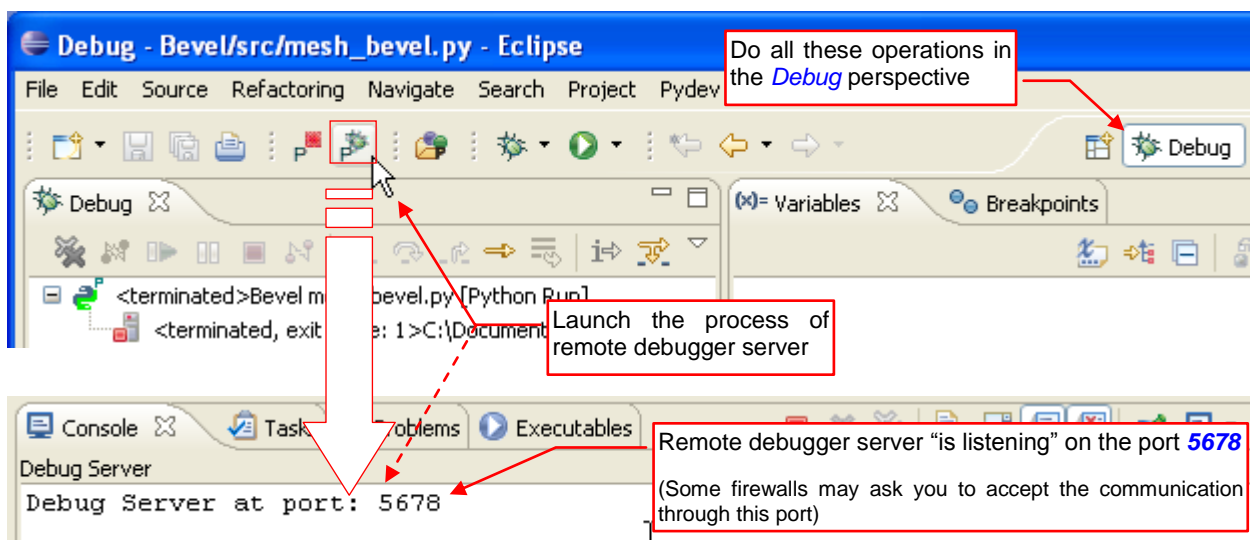 Debug - Bevel/src/mesh_bevel.py - Eclipse
Do all these operations in
the Debug perspective
File Edit Source Refactoring Navigate Search Project Pydev
Debug
Debug
(x)= Variables
Breakpoints
<terminated>Bevel m bevel.py [Python Run]
<terminated, exit e: 1>C:\Document
Launch the process of
remote debugger server
Console
Task
Problems
Executables
Remote debugger server “is listening” on the port 5678
(Some firewalls may ask you to accept the communication
through this port)
Debug Server
Debug Server at port: 5678